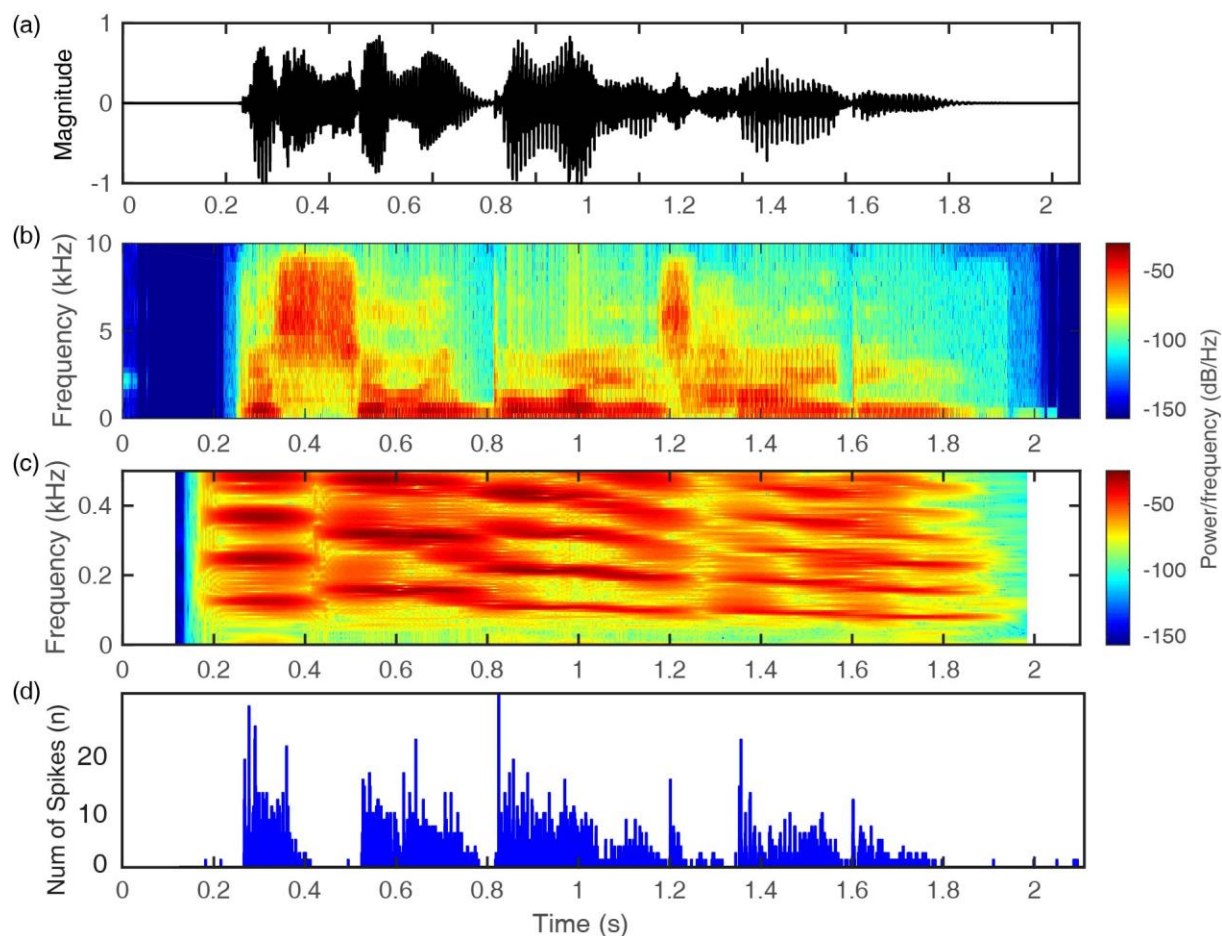 (a)
Magnitude
1
0
-1
0 0.2 0.4 0.6 0.8 1 1.2 1.4 1.6 1.8 2
(b)
Frequency (kHz)
10
5
0
0 0.2 0.4 0.6 0.8 1 1.2 1.4 1.6 1.8 2
-50
-100
-150
(c)
Frequency (kHz)
0.4
0.2
0
0 0.2 0.4 0.6 0.8 1 1.2 1.4 1.6 1.8 2
-50
-100
-150
Power/frequency (dB/Hz)
(d)
Num of Spikes (n)
20
10
0
0 0.2 0.4 0.6 0.8 1 1.2 1.4 1.6 1.8 2
Time (s)